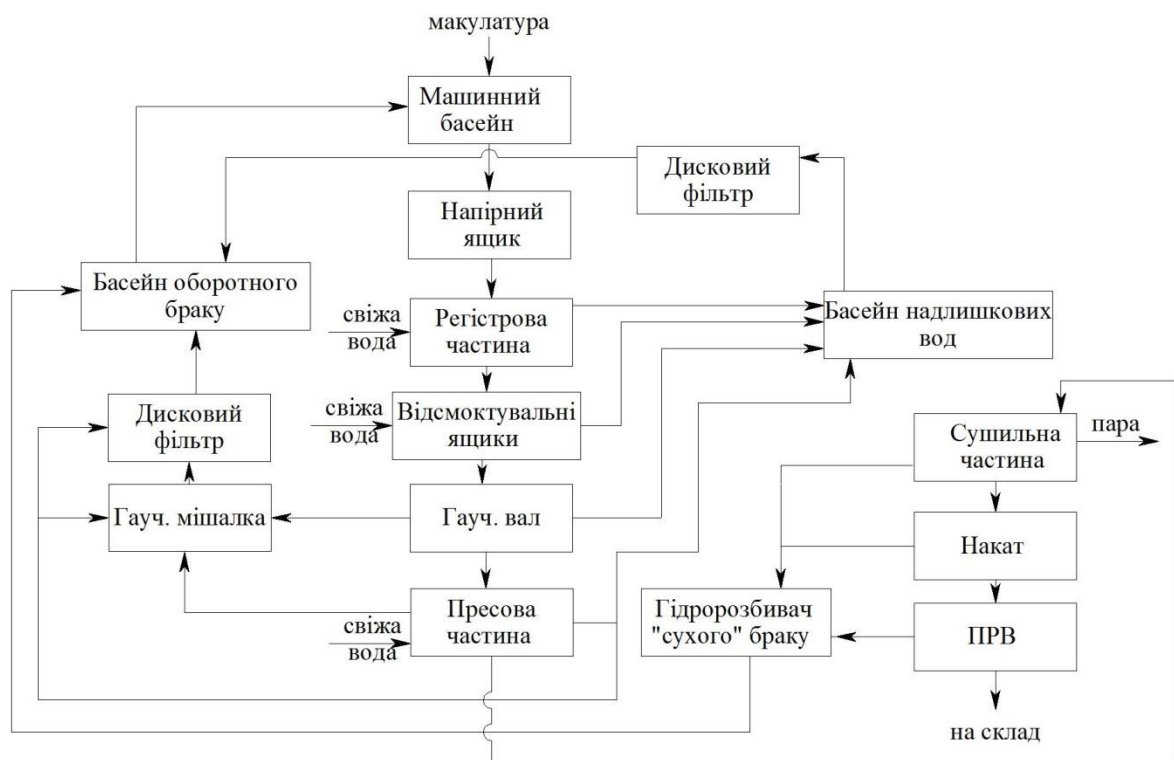 макулатура
Машинний
басейн
Дисковий
фільтр
Напірний
ящик
Басейн оборотного
браку
свіжа
вода
Регістрова
частина
Басейн надлишкових
вод
Дисковий
фільтр
свіжа
вода
Відсмоктувальні
ящики
Сушильна
частина
пара
Гауч. мішалка
Гауч. вал
Накат
свіжа
вода
Пресова
частина
Гідророзбивач
"сухого" браку
ПРВ
на склад